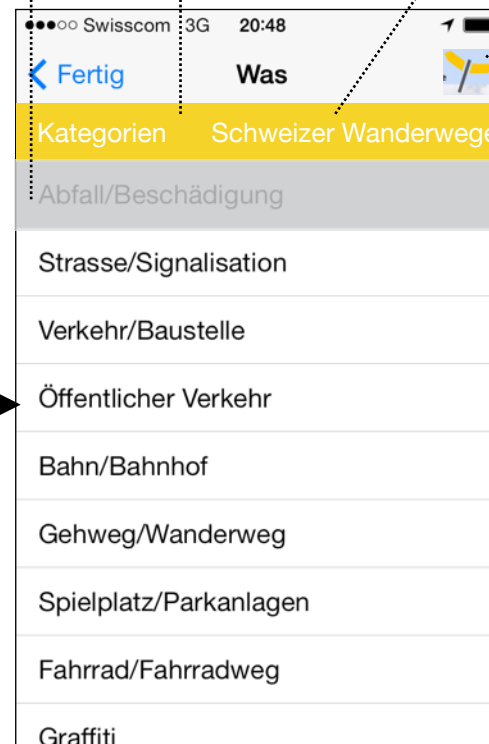 Swisscom 3G 20:48
Fertig Was
Kategorien Schweizer Wanderwege
Abfall/Beschädigung
Strasse/Signalisation
Verkehr/Baustelle
Öffentlicher Verkehr
Bahn/Bahnhof
Gehweg/Wanderweg
Spielplatz/Parkanlagen
Fahrrad/Fahrradweg
Graffiti